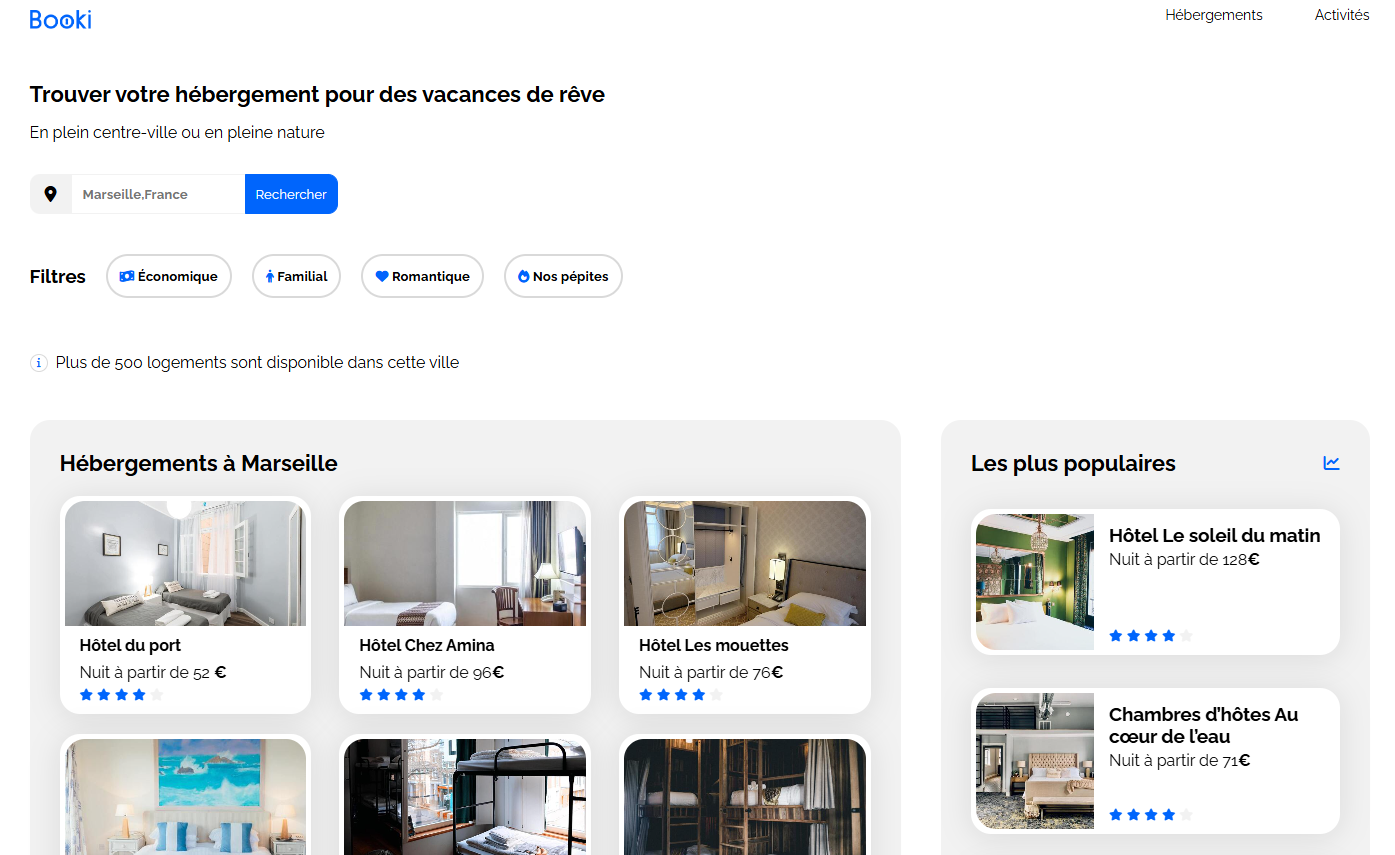 Booki
Hébergements
Activités
Trouver votre hébergement pour des vacances de rêve
En plein centre-ville ou en pleine nature
Marseille,France
Rechercher
Filtres
Économique
Familial
Romantique
Nos pépites
Plus de 500 logements sont disponible dans cette ville
Hébergements à Marseille
Hôtel du port
Nuit à partir de 52 €
Hôtel Chez Amina
Nuit à partir de 96€
Hôtel Les mouettes
Nuit à partir de 76€
Les plus populaires
Hôtel Le soleil du matin
Nuit à partir de 128€
Chambres d'hôtes Au
cœur de l'eau
Nuit à partir de 71€